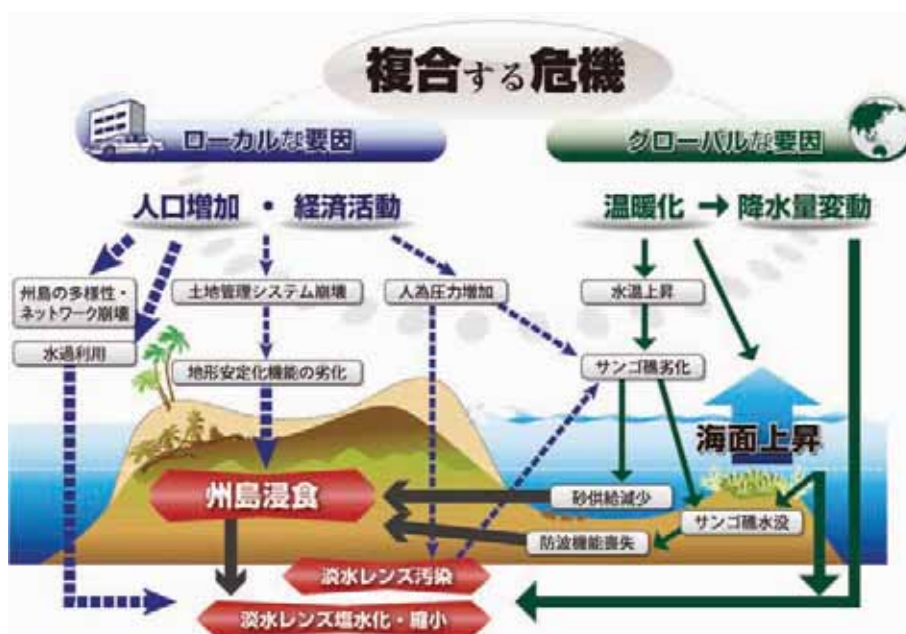 複合する危機
ローカルな要因
グローバルな要因
人口増加・経済活動
温暖化→降水量変動
州島の多様性・
ネットワーク崩壊
土地管理システム崩壊
人為圧力増加
水温上昇
水過利用
地形安定化機能の劣化
サンゴ礁劣化
海面上昇
州島浸食
砂供給減少
サンゴ礁水没
防波機能喪失
淡水レンズ汚染
淡水レンズ塩水化・縮小